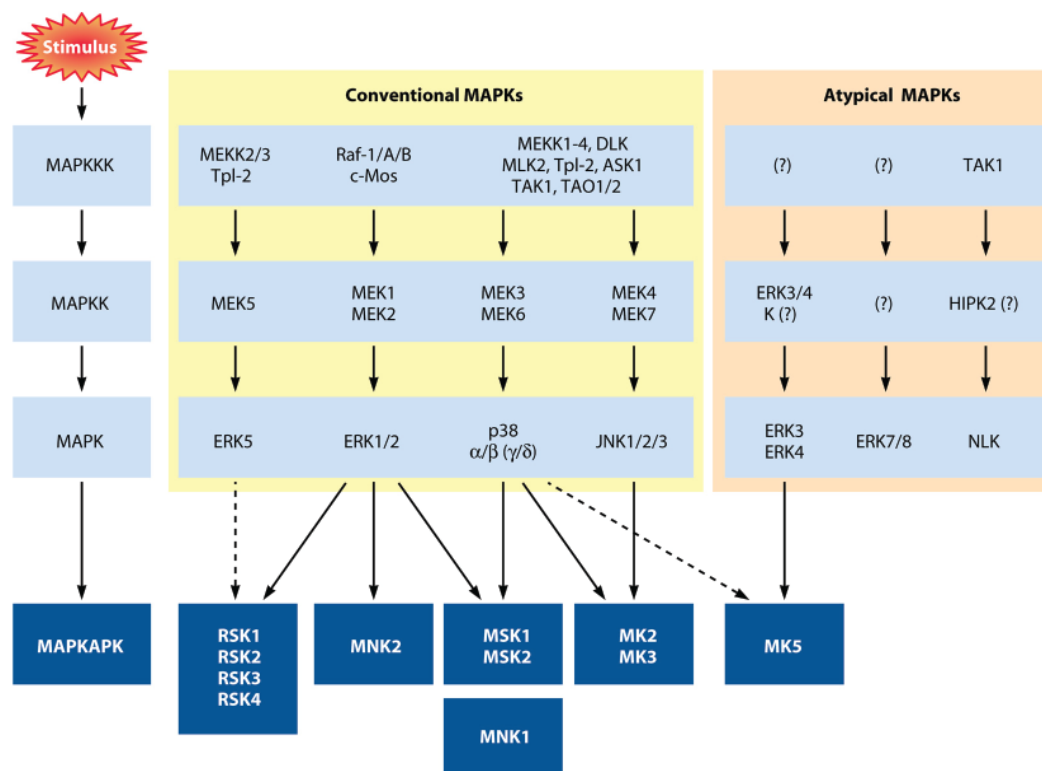 Stimulus
Conventional MAPKs
Atypical MAPKs
MAPKKK
MEKK2/3
Tpl-2
Raf-1/A/B
c-Mos
MEKK1-4, DLK
MLK2, Tpl-2, ASK1
TAK1, TAO1/2
(?)
(?)
TAK1
MAPKK
MEK5
MEK1
MEK2
MEK3
MEK6
MEK4
MEK7
ERK3/4
K (?)
(?)
HIPK2 (?)
MAPK
ERK5
ERK1/2
p38
α/β (γ/δ)
JNK1/2/3
ERK3
ERK4
ERK7/8
NLK
MAPKAPK
RSK1
RSK2
RSK3
RSK4
MNK2
MSK1
MSK2
MK2
MK3
MK5
MNK1